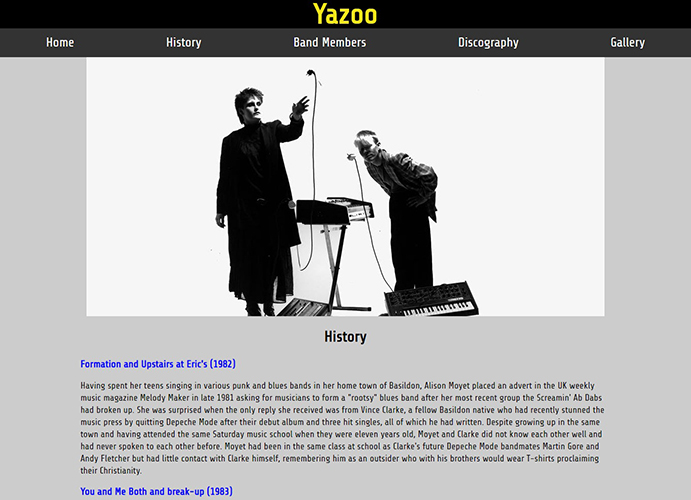 Yazoo
Home History Band Members Discography Gallery
History
Formation and Upstairs at Eric's (1982)
Having spent her teens singing in various punk and blues bands in her home town of Basildon, Alison Moyet placed an advert in the UK weekly
music magazine Melody Maker in late 1981 asking for musicians to form a "rootsy" blues band after her most recent group the Screamin' Ab Dabs
had broken up. She was surprised when the only reply she received was from Vince Clarke, a fellow Basildon native who had recently stunned the
music press by quitting Depeche Mode after their debut album and three hit singles, all of which he had written. Despite growing up in the same
town and having attended the same Saturday music school when they were eleven years old, Moyet and Clarke did not know each other well and
had never spoken to each other before. Moyet had been in the same class at school as Clarke's future Depeche Mode bandmates Martin Gore and
Andy Fletcher but had little contact with Clarke himself, remembering him as an outsider who with his brothers would wear T-shirts proclaiming
their Christianity.
You and Me Both and break-up (1983)